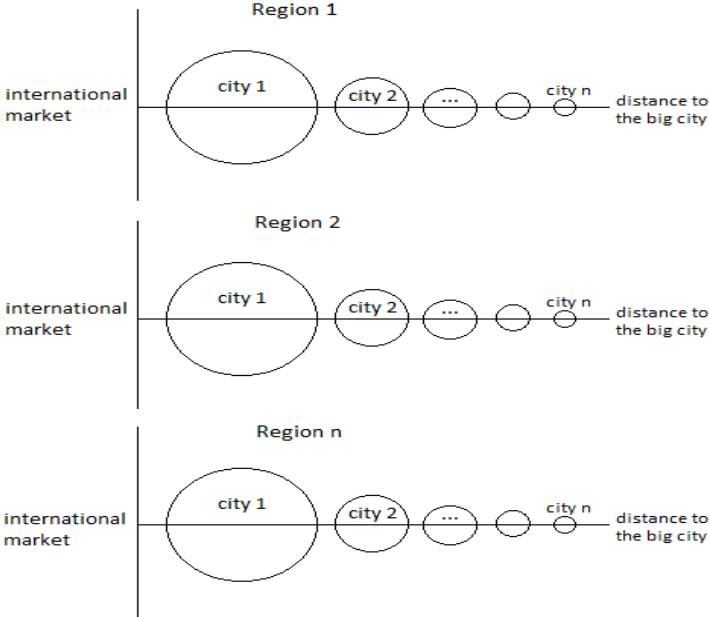 Region 1
city 1
city 2
...
city n
international
market
distance to
the big city
Region 2
city 1
city 2
...
city n
international
market
distance to
the big city
Region n
city 1
city 2
...
city n
international
market
distance to
the big city